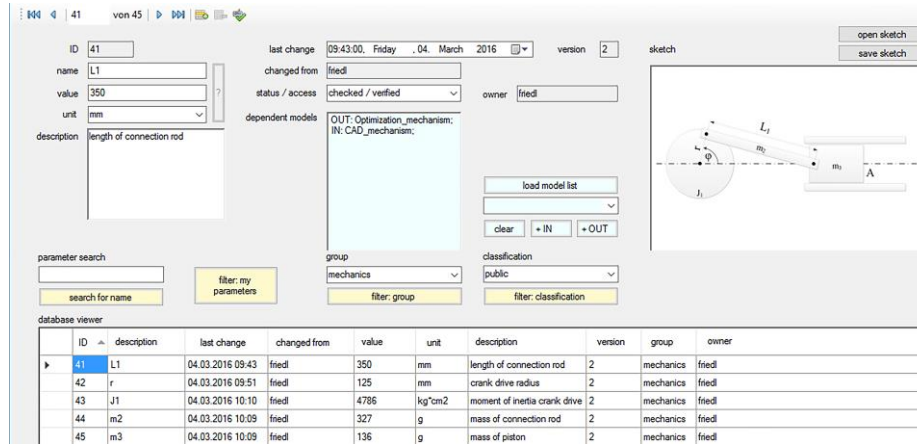 41 von 45
open sketch
save sketch
ID 41 last change 09:43:00, Friday , 04. March 2016 version 2 sketch
name L1 changed from friedl
value 350 ? status / access checked / verified owner friedl
unit mm dependent models OUT: Optimization_mechanism;
IN: CAD_mechanism;
description length of connection rod
L1
m2
φ
r
m3
A
J1
load model list
clear + IN + OUT
parameter search group classification
filter: my
parameters
mechanics public
search for name filter: group filter: classification
database viewer
ID description last change changed from value unit description version group owner
41 L1 04.03.2016 09:43 friedl 350 mm length of connection rod 2 mechanics friedl
42 r 04.03.2016 09:51 friedl 125 mm crank drive radius 2 mechanics friedl
43 J1 04.03.2016 10:10 friedl 4786 kg*cm2 moment of inertia crank drive 2 mechanics friedl
44 m2 04.03.2016 10:09 friedl 327 g mass of connection rod 2 mechanics friedl
45 m3 04.03.2016 10:09 friedl 136 g mass of piston 2 mechanics friedl